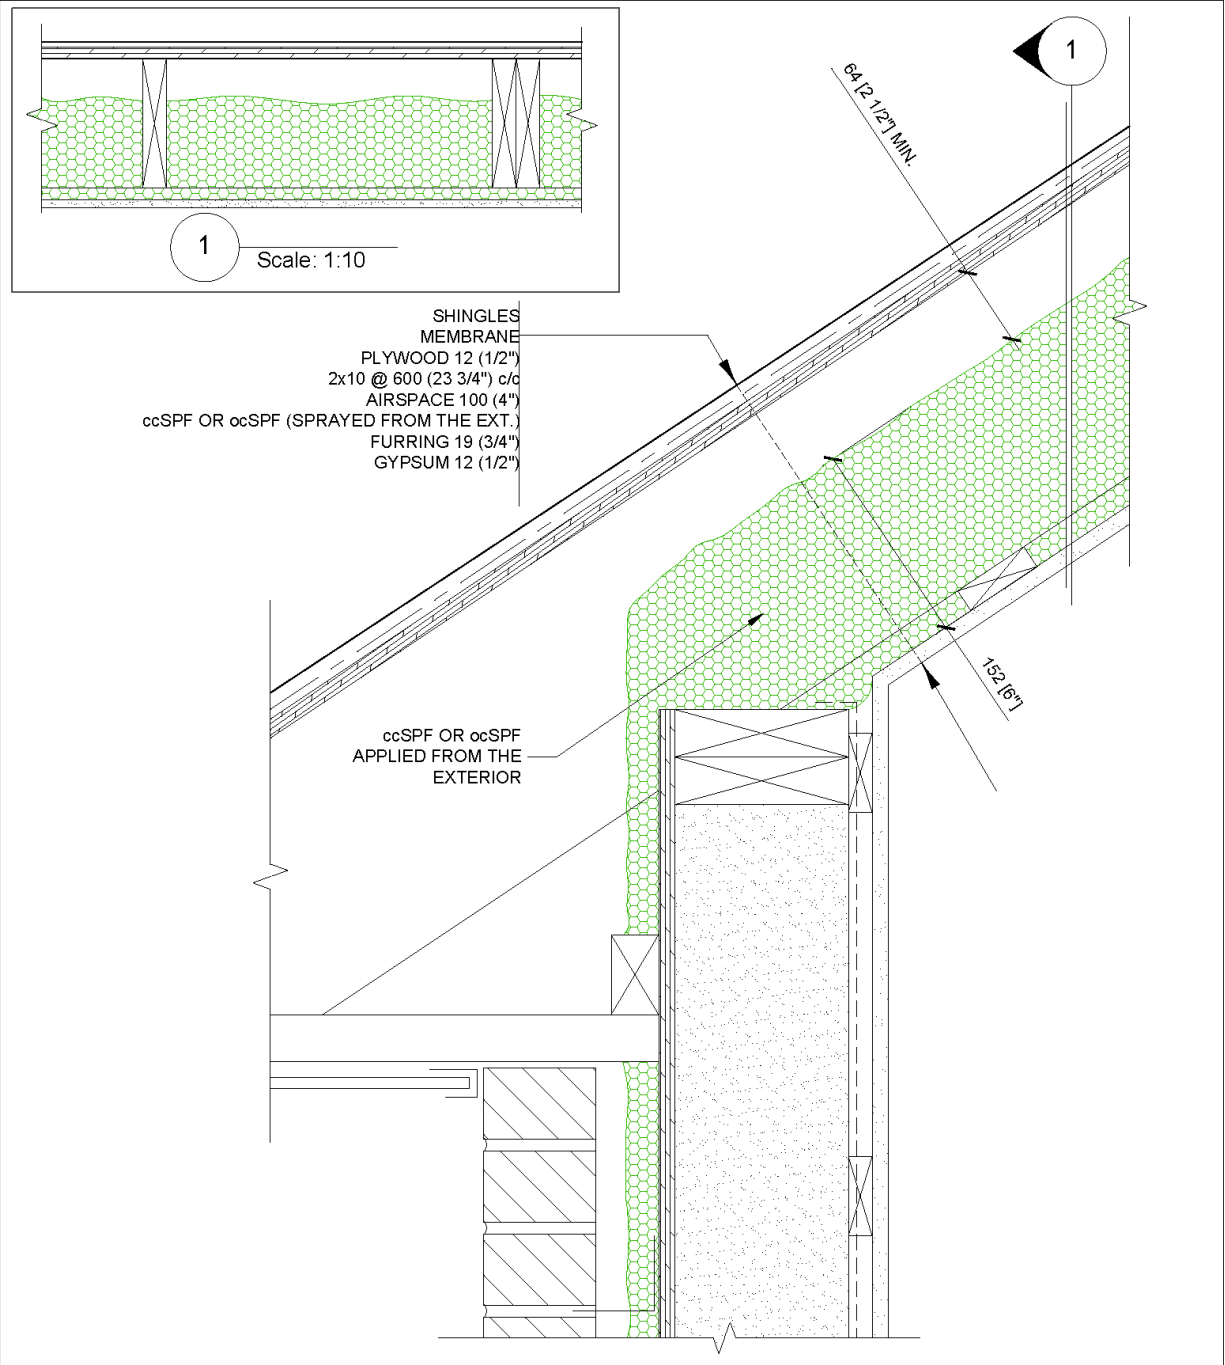 1
Scale: 1:10
1
64 [2 1/2"] MIN.
SHINGLES
MEMBRANE
PLYWOOD 12 (1/2")
2x10 @ 600 (23 3/4") c/c
AIRSPACE 100 (4")
ccSPF OR ocSPF (SPRAYED FROM THE EXT.)
FURRING 19 (3/4")
GYPSUM 12 (1/2")
152 [6"]
ccSPF OR ocSPF
APPLIED FROM THE
EXTERIOR